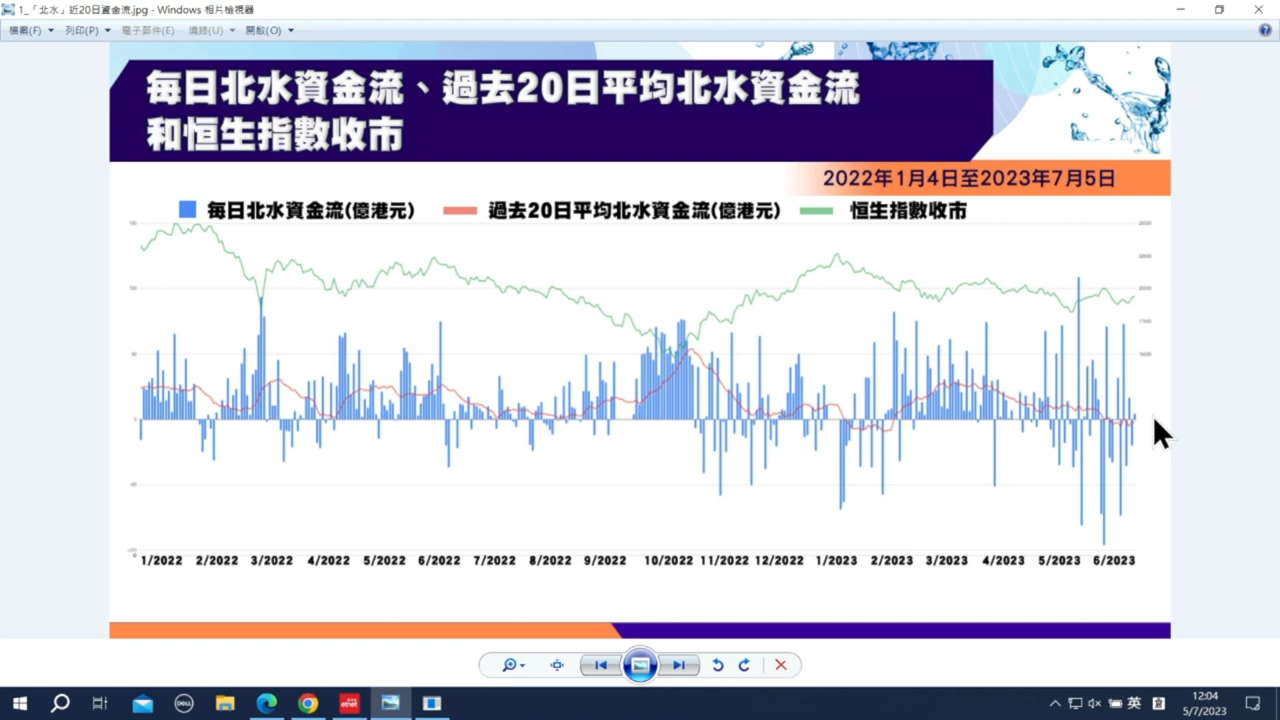 1_「北水」近20日資金流.jpg - Windows 相片檢視器
檔案(F) 列印(P) 電子郵件(E) 燒錄(U) 開啟(O)
每日北水資金流、過去20日平均北水資金流
和恒生指數收市
2022年1月4日至2023年7月5日
每日北水資金流(億港元) 過去20日平均北水資金流(億港元) 恒生指數收市
1/2022 2/2022 3/2022 4/2022 5/2022 6/2022 7/2022 8/2022 9/2022 10/2022 11/2022 12/2022 1/2023 2/2023 3/2023 4/2023 5/2023 6/2023
DELL
etnet
英
倉
12:04
5/7/2023